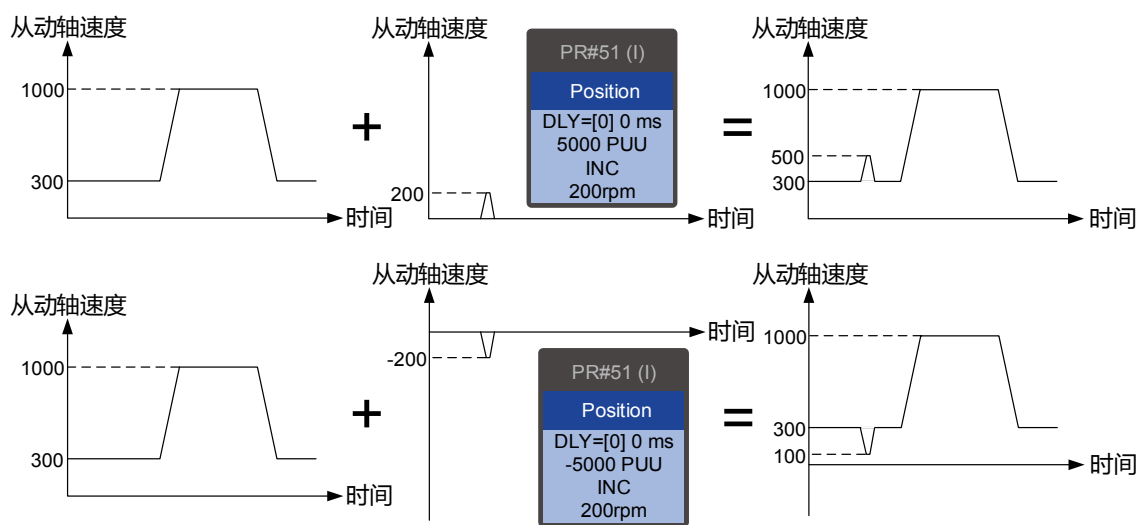 从动轴速度
1000
300
时间
+
从动轴速度
200
时间
PR#51 (I)
Position
DLY=[0] 0 ms
5000 PUU
INC
200rpm
=
从动轴速度
1000
500
300
时间
从动轴速度
1000
300
时间
+
从动轴速度
-200
时间
PR#51 (I)
Position
DLY=[0] 0 ms
-5000 PUU
INC
200rpm
=
从动轴速度
1000
300
100
时间